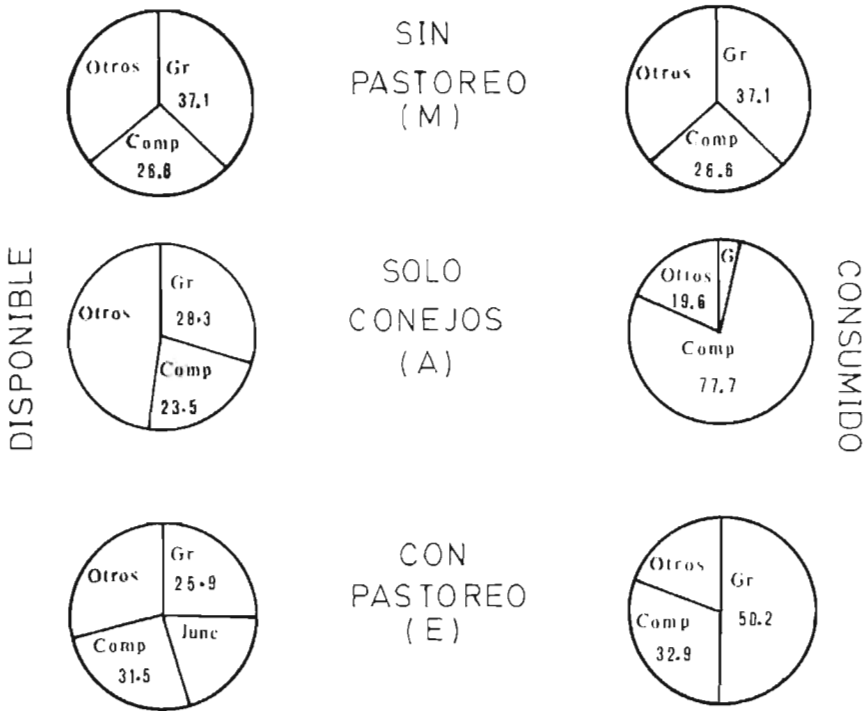 SIN
PASTOREO
(M)
Otros
Gr
37.1
Comp
26.8
Otros
Gr
37.1
Comp
26.6
DISPONIBLE
CONSUMIDO
SOLO
CONEJOS
(A)
Otros
Gr
28.3
Comp
23.5
G
Otros
19.6
Comp
77.7
CON
PASTOREO
(E)
Otros
Gr
25.9
Junc
Comp
31.5
Otros
Gr
50.2
Comp
32.9